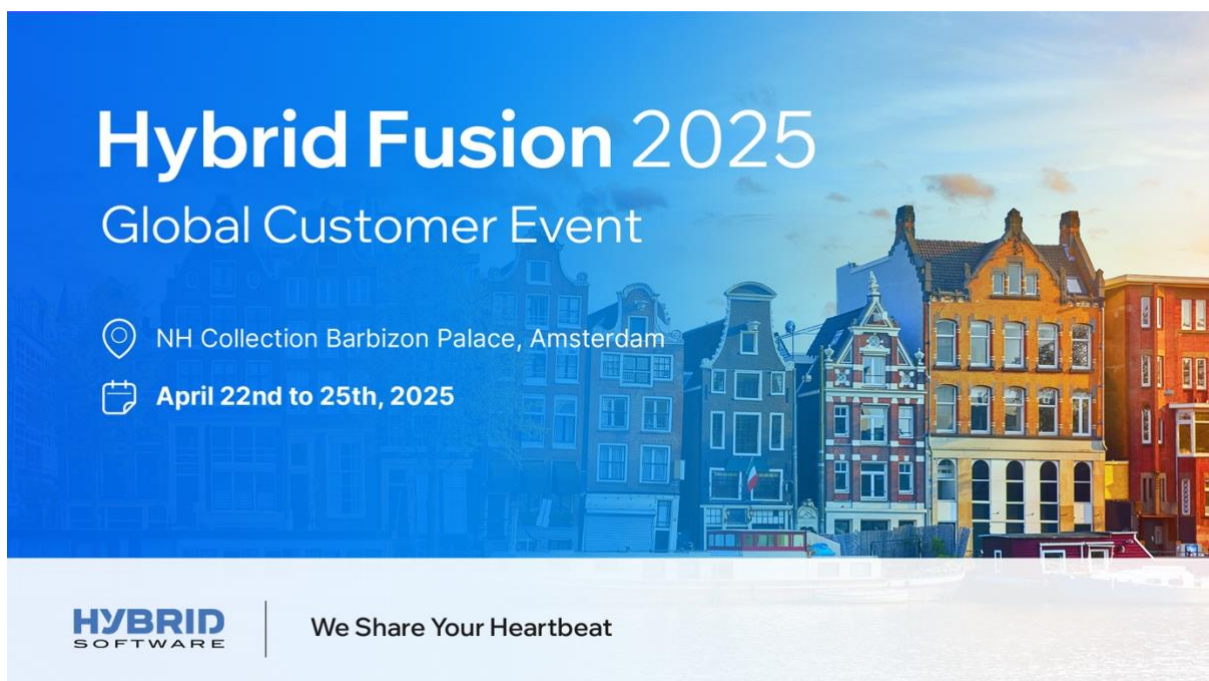 Hybrid Fusion 2025
Global Customer Event
NH Collection Barbizon Palace, Amsterdam
April 22nd to 25th, 2025
HYBRID
SOFTWARE
We Share Your Heartbeat